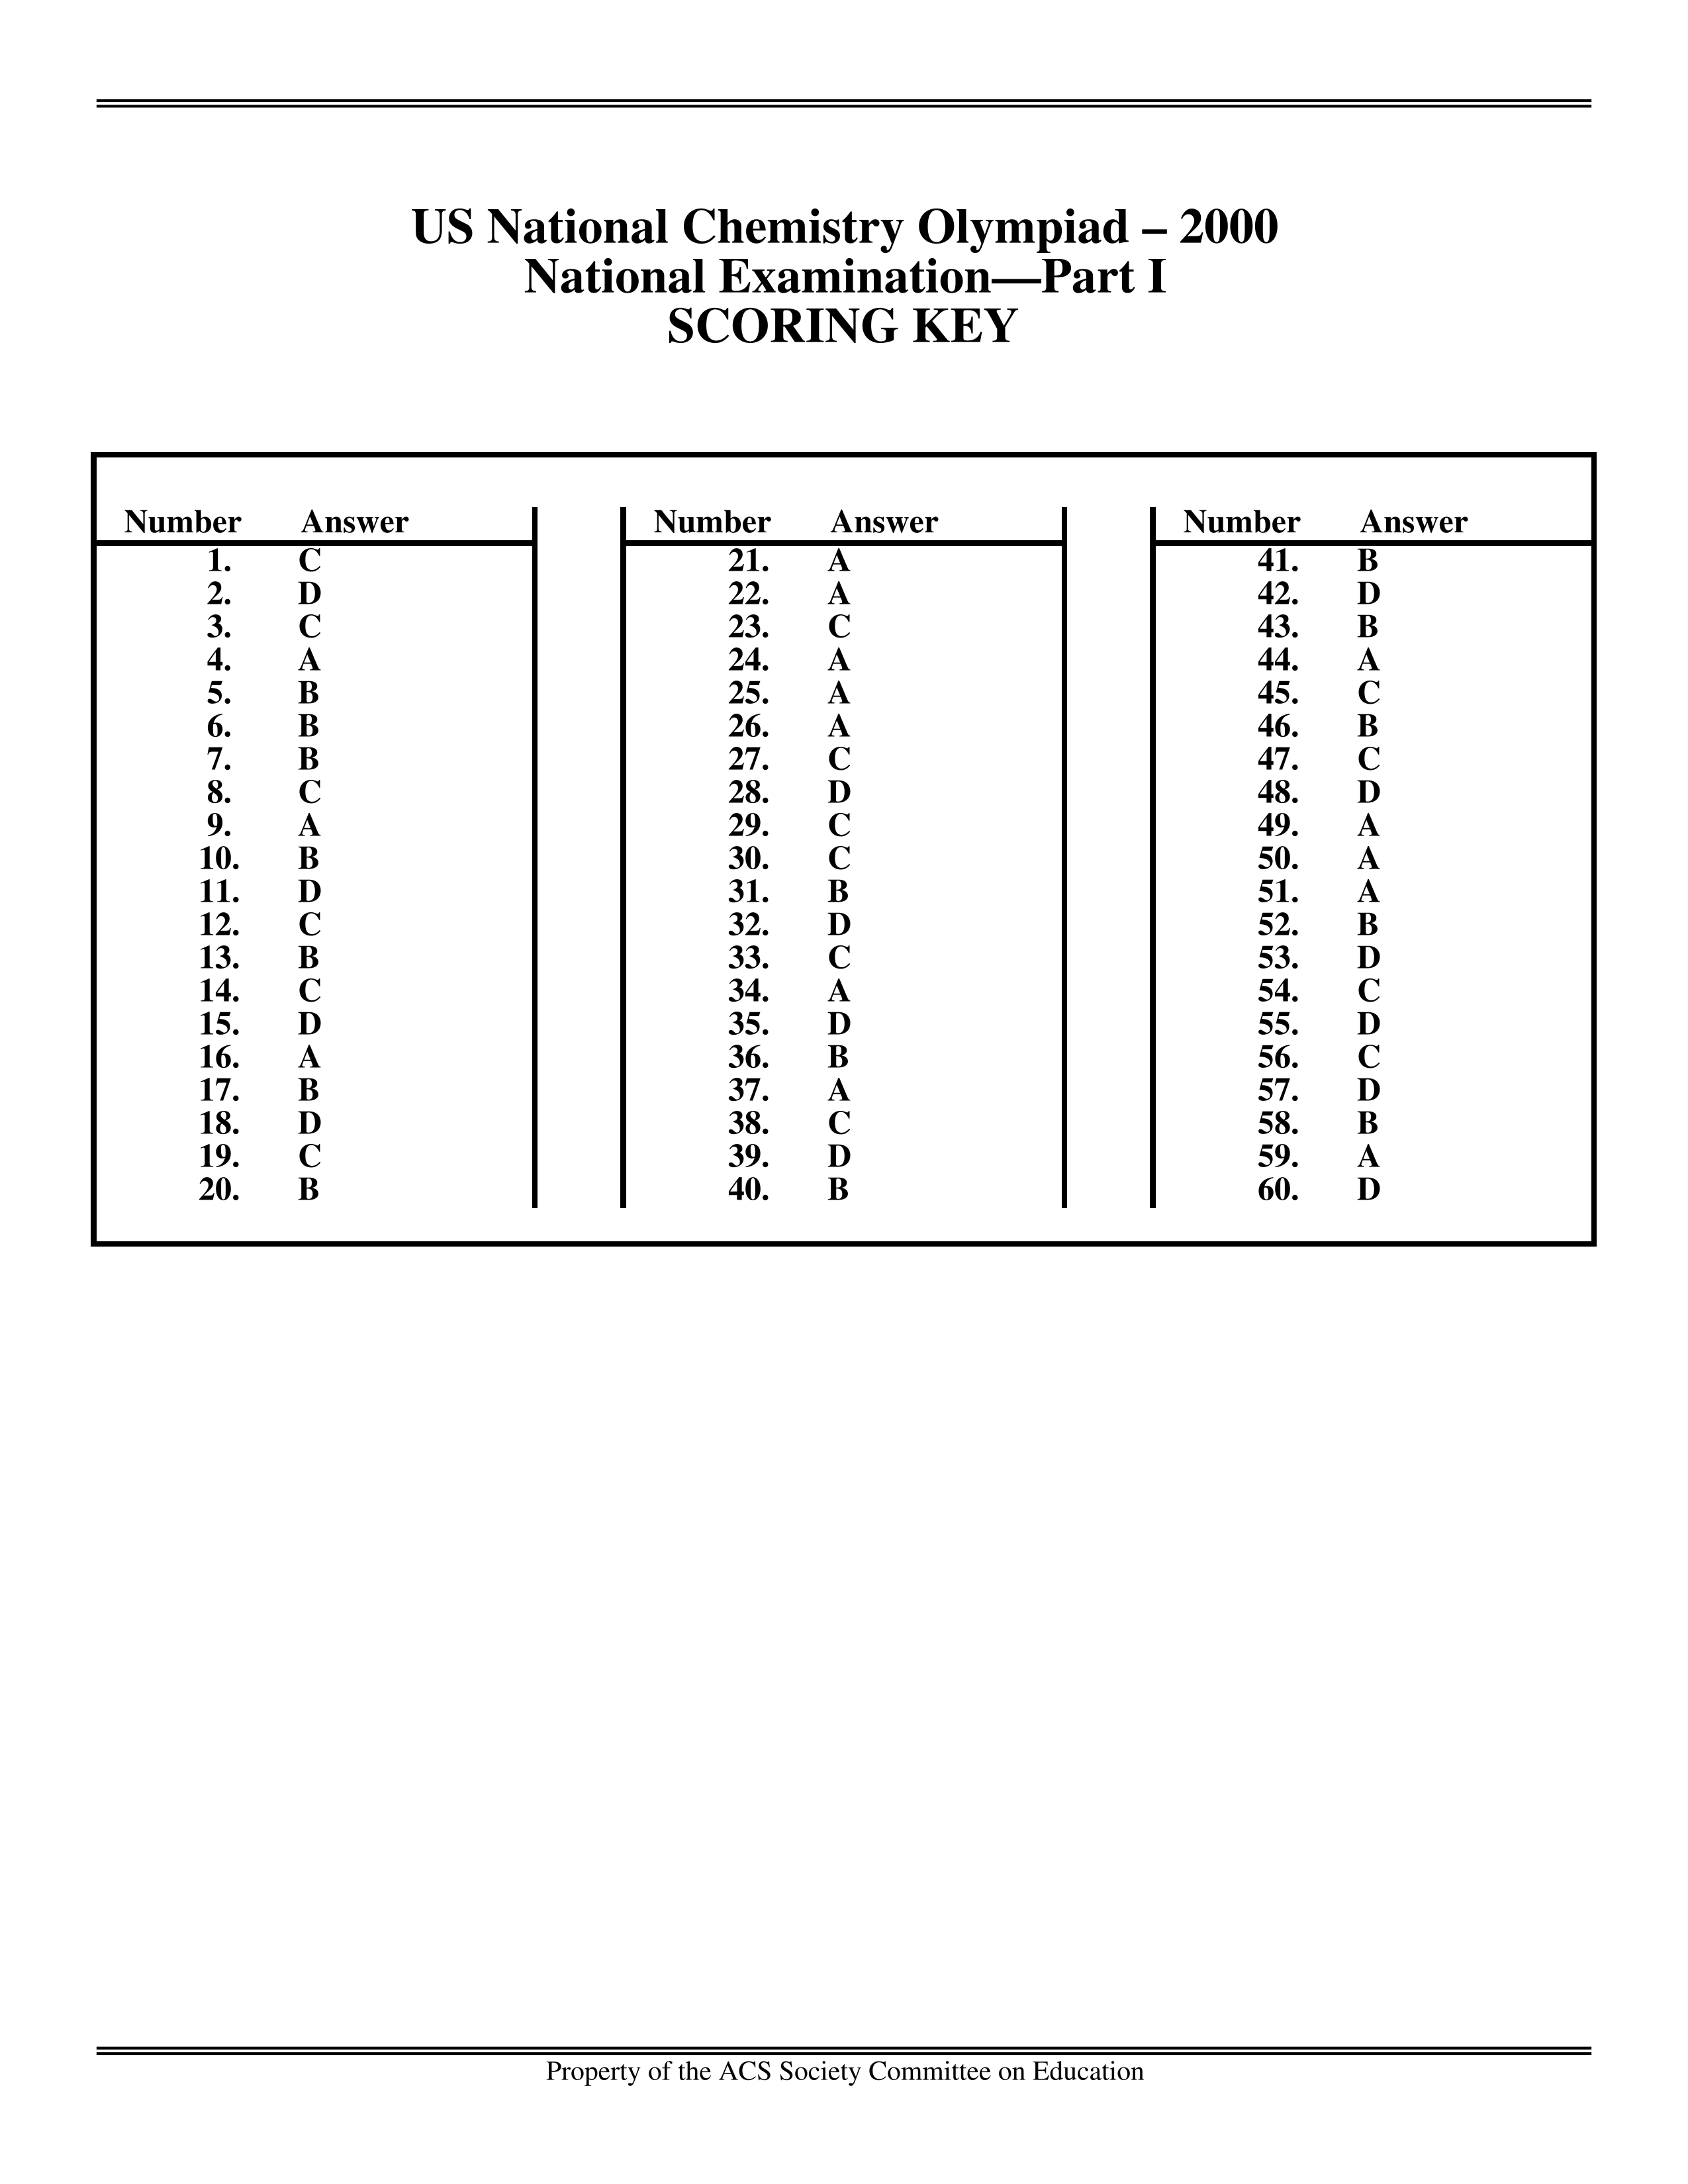 US National Chemistry Olympiad – 2000
National Examination—Part I
SCORING KEY
Number Answer Number Answer Number Answer
1. C 21. A 41. B
2. D 22. A 42. D
3. C 23. C 43. B
4. A 24. A 44. A
5. B 25. A 45. C
6. B 26. A 46. B
7. B 27. C 47. C
8. C 28. D 48. D
9. A 29. C 49. A
10. B 30. C 50. A
11. D 31. B 51. A
12. C 32. D 52. B
13. B 33. C 53. D
14. C 34. A 54. C
15. D 35. D 55. D
16. A 36. B 56. C
17. B 37. A 57. D
18. D 38. C 58. B
19. C 39. D 59. A
20. B 40. B 60. D
Property of the ACS Society Committee on Education